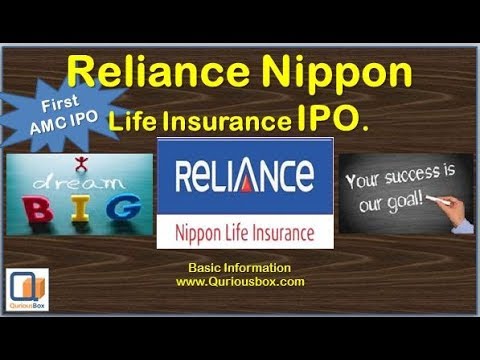 Reliance Nippon
First
AMC IPO
Life Insurance IPO.
dream
BIG
RELIANCE
Nippon Life Insurance
Your success is
our goal!
Basic Information
www.Quriousbox.com
QuriousBox